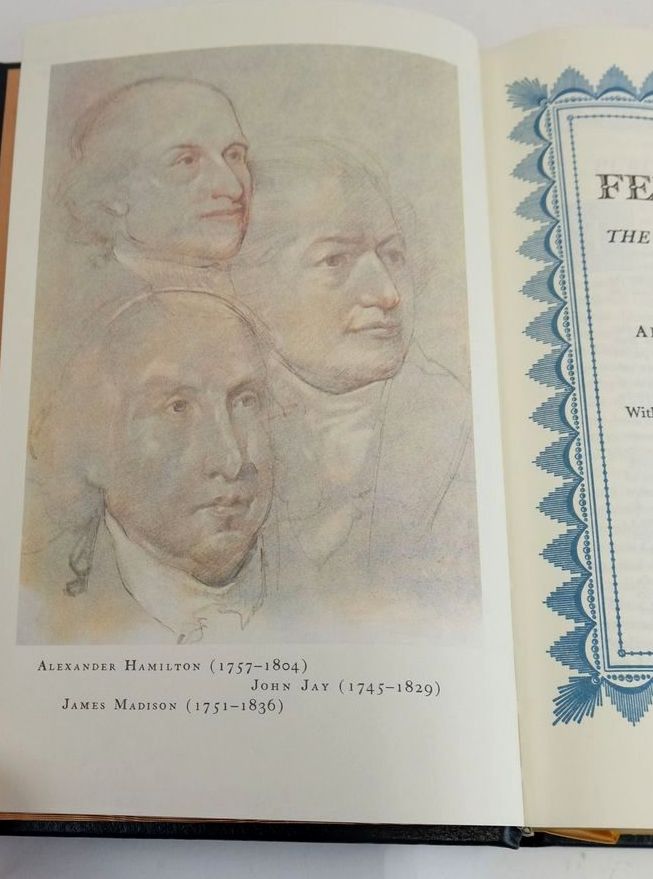 ALEXANDER HAMILTON (1757–1804)
JOHN JAY (1745–1829)
JAMES MADISON (1751–1836)
FE
THE
With